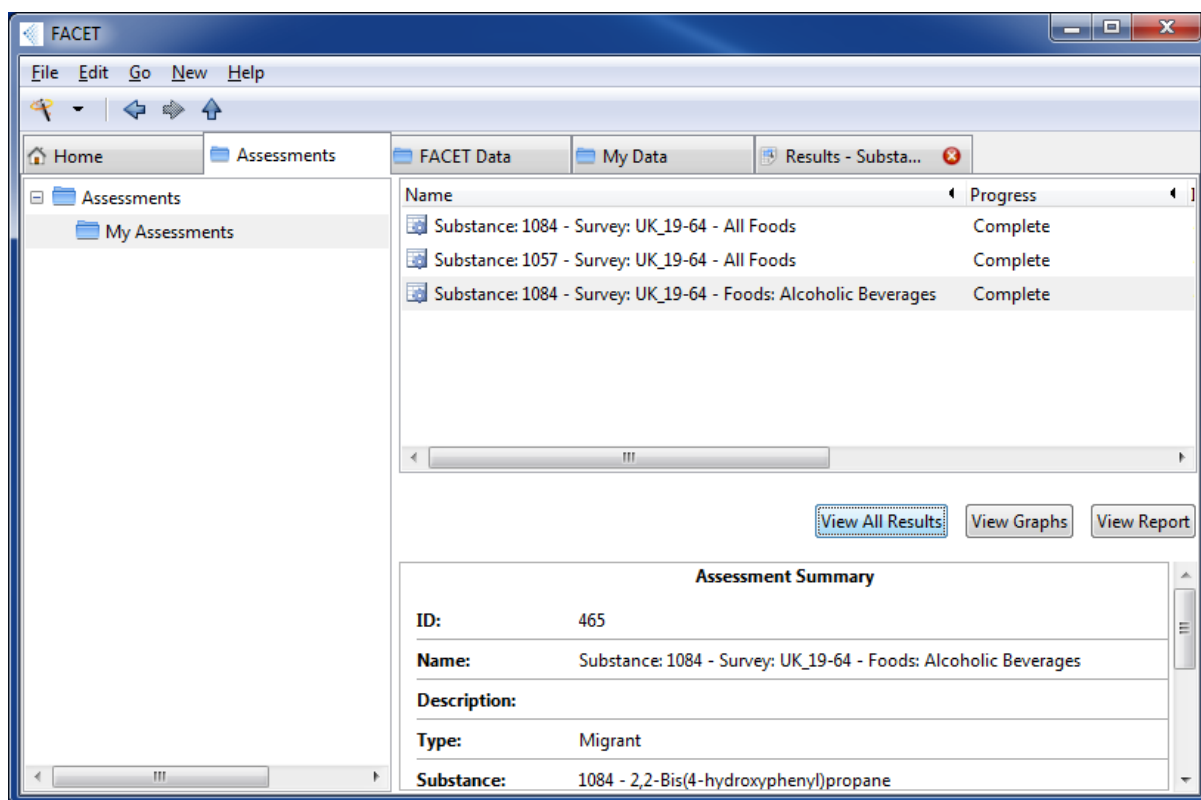 FACET
File Edit Go New Help
Home Assessments FACET Data My Data Results - Substa...
Assessments
My Assessments
Name Progress
Substance: 1084 - Survey: UK_19-64 - All Foods Complete
Substance: 1057 - Survey: UK_19-64 - All Foods Complete
Substance: 1084 - Survey: UK_19-64 - Foods: Alcoholic Beverages Complete
View All Results View Graphs View Report
Assessment Summary
ID: 465
Name: Substance: 1084 - Survey: UK_19-64 - Foods: Alcoholic Beverages
Description:
Type: Migrant
Substance: 1084 - 2,2-Bis(4-hydroxyphenyl)propane